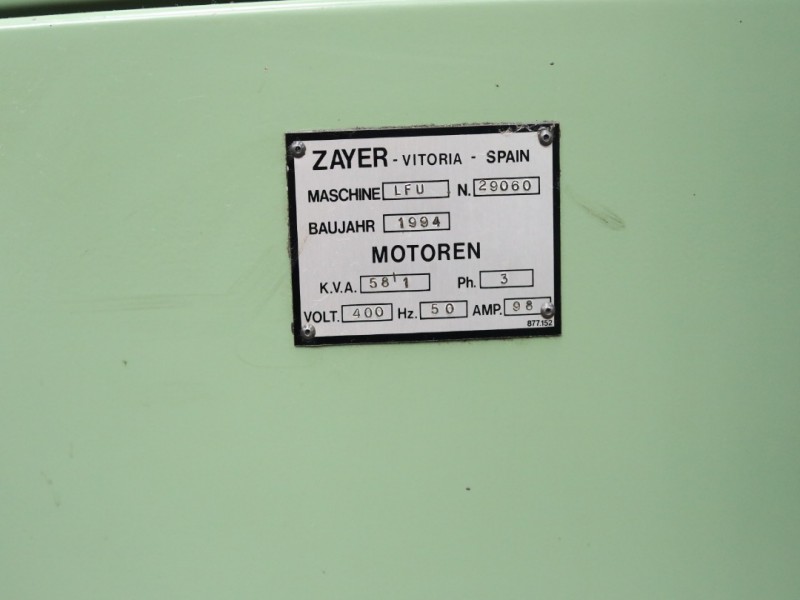 ZAYER - VITORIA - SPAIN
MASCHINE LFU N. 29060
BAUJAHR 1994
MOTOREN
K.V.A. 58'1 Ph. 3
VOLT. 400 Hz. 50 AMP. 98
877.152